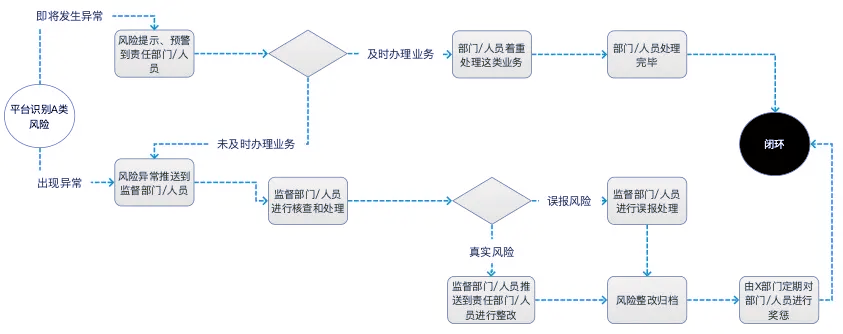 即将发生异常
风险提示、预警
到责任部门/人
员
及时办理业务
部门/人员着重
处理这类业务
部门/人员处理
完毕
平台识别A类
风险
闭环
未及时办理业务
出现异常
风险异常推送到
监督部门/人员
监督部门/人员
进行核查和处理
误报风险
监督部门/人员
进行误报处理
真实风险
监督部门/人员推
送到责任部门/人
员进行整改
风险整改归档
由X部门定期对
部门/人员进行
奖惩